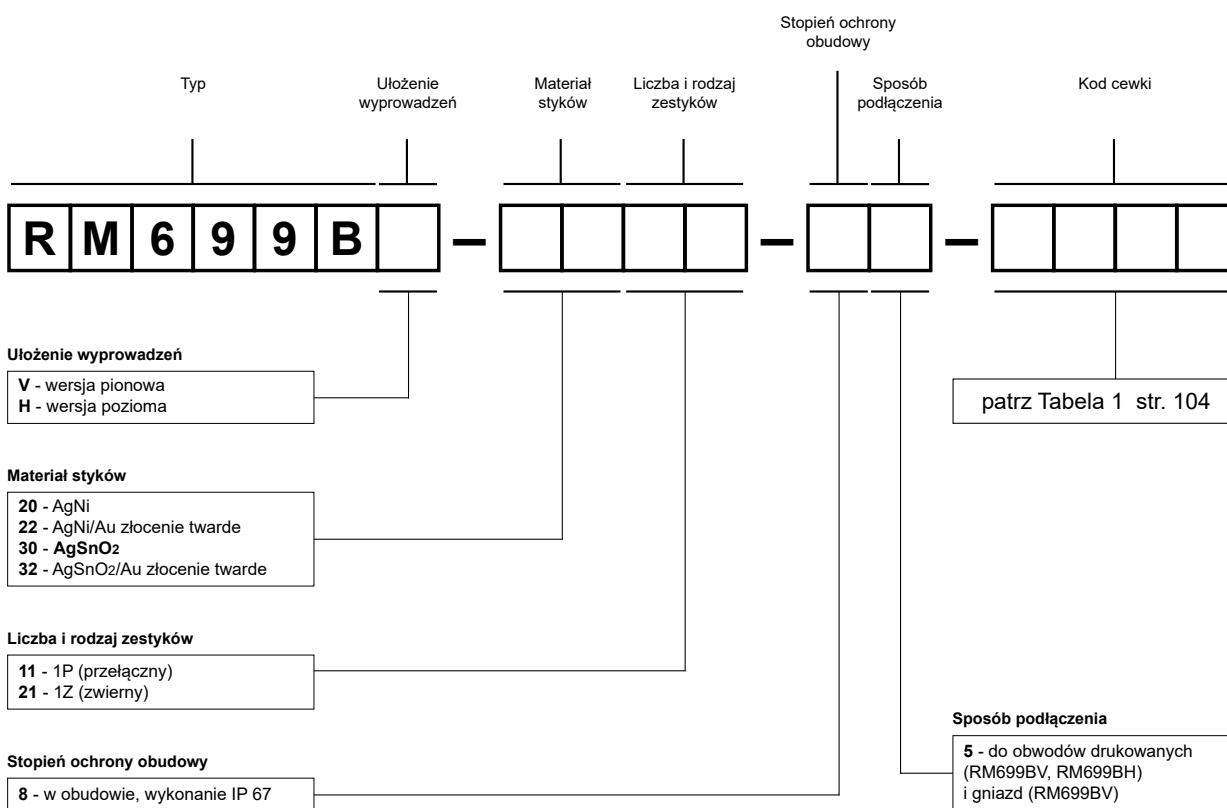 Stopień ochrony
obudowy
Typ
Ułożenie
wyprowadzeń
Materiał
styków
Liczba i rodzaj
zestyków
Sposób
podłączenia
Kod cewki
R M 6 9 9 B – – –
Ułożenie wyprowadzeń
V - wersja pionowa
H - wersja pozioma
patrz Tabela 1 str. 104
Materiał styków
20 - AgNi
22 - AgNi/Au złocenie twarde
30 - AgSnO2
32 - AgSnO2/Au złocenie twarde
Liczba i rodzaj zestyków
11 - 1P (przełączny)
21 - 1Z (zwierny)
Sposób podłączenia
5 - do obwodów drukowanych
(RM699BV, RM699BH)
i gniazd (RM699BV)
Stopień ochrony obudowy
8 - w obudowie, wykonanie IP 67